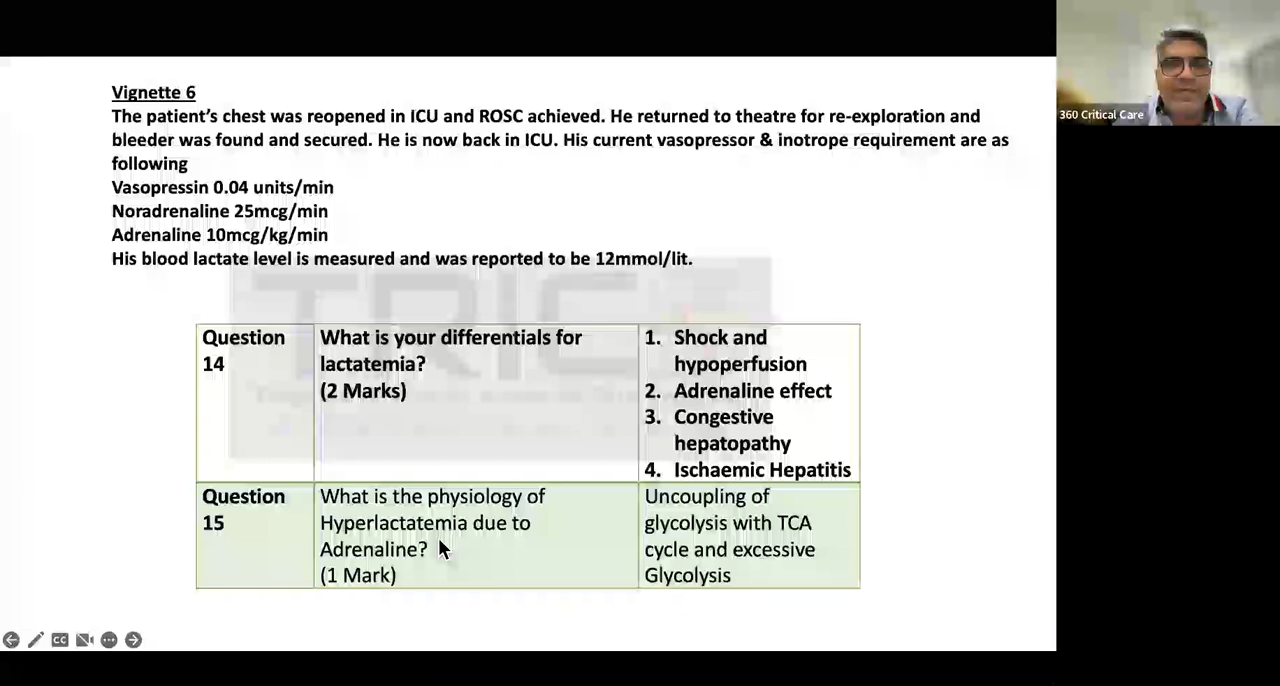 Vignette 6
The patient's chest was reopened in ICU and ROSC achieved. He returned to theatre for re-exploration and
bleeder was found and secured. He is now back in ICU. His current vasopressor & inotrope requirement are as
following
Vasopressin 0.04 units/min
Noradrenaline 25mcg/min
Adrenaline 10mcg/kg/min
His blood lactate level is measured and was reported to be 12mmol/lit.
Question
14
What is your differentials for
lactatemia?
(2 Marks)
1. Shock and
hypoperfusion
2. Adrenaline effect
3. Congestive
hepatopathy
4. Ischaemic Hepatitis
Question
15
What is the physiology of
Hyperlactatemia due to
Adrenaline?
(1 Mark)
Uncoupling of
glycolysis with TCA
cycle and excessive
Glycolysis
360 Critical Care
TRIC
CC